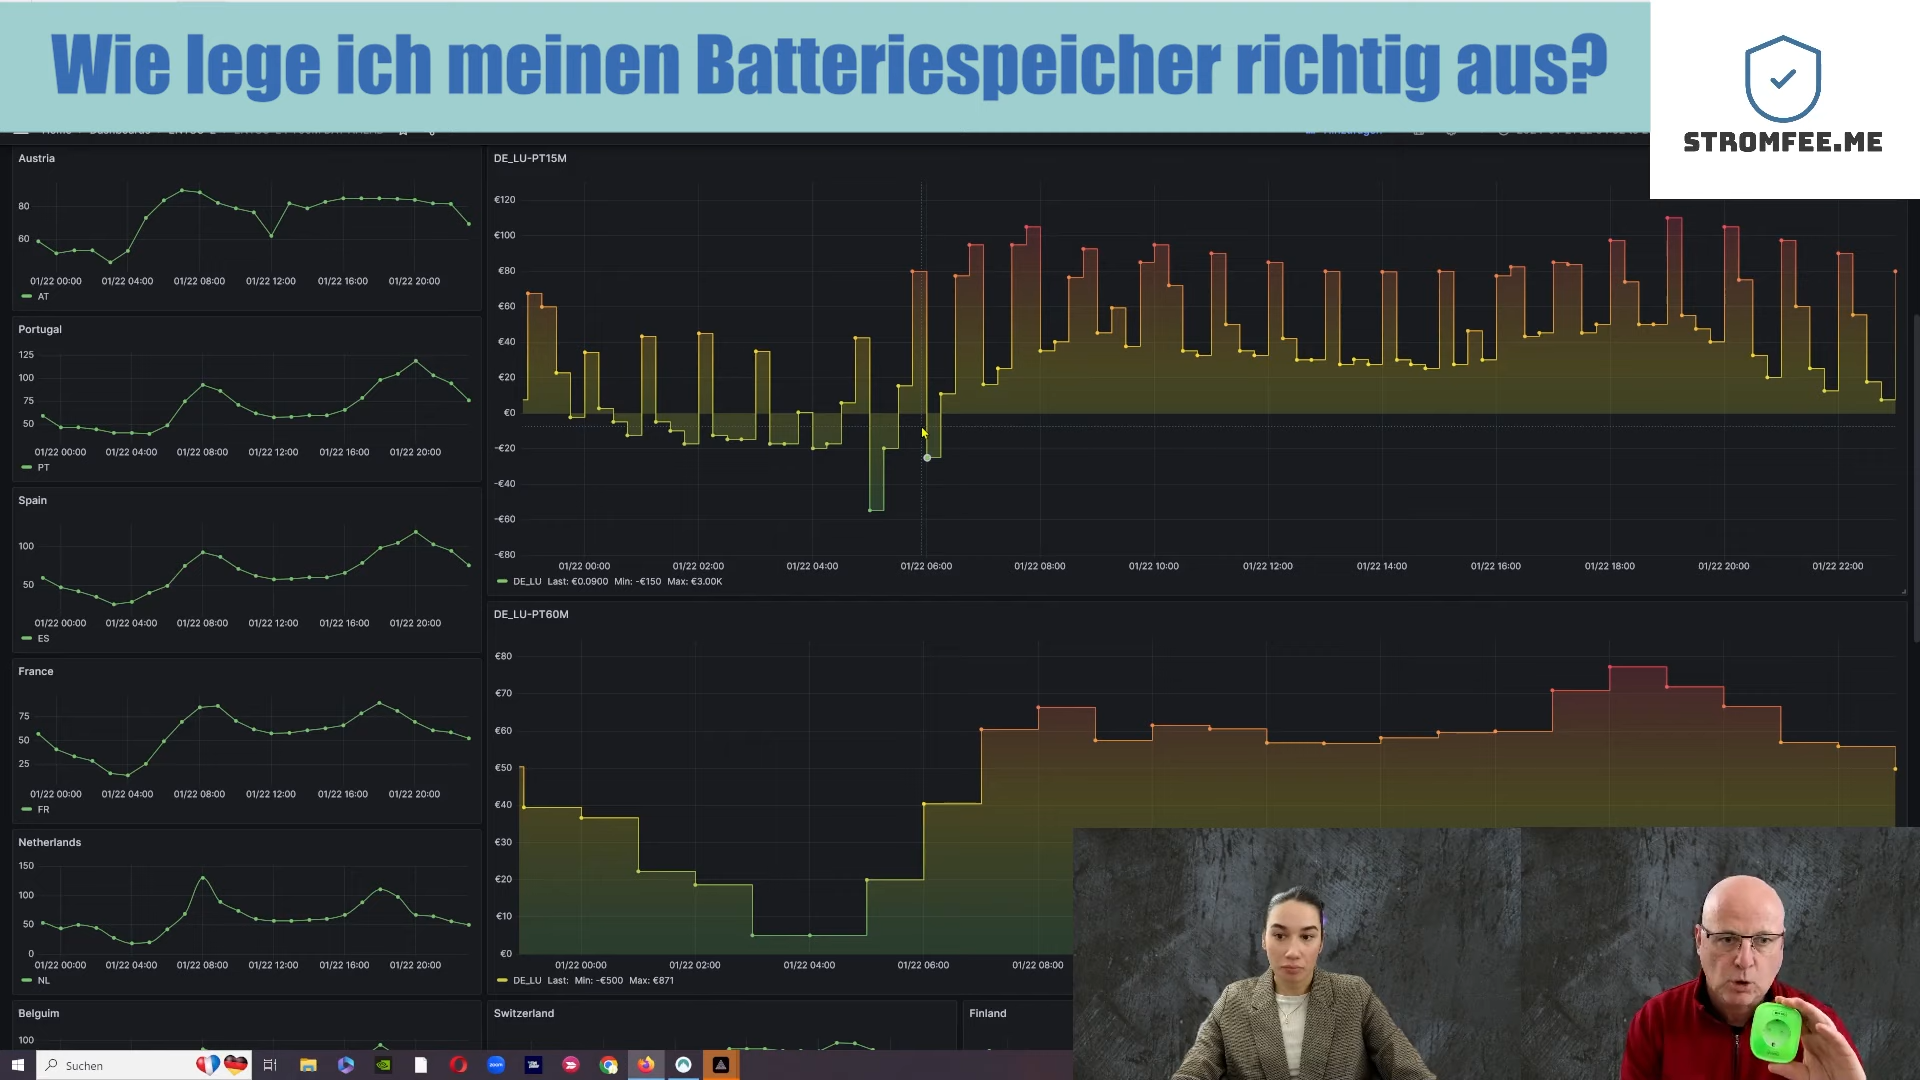 Wie lege ich meinen Batteriespeicher richtig aus?
STROMFEE.ME
Austria
80
60
01/22 00:00 01/22 04:00 01/22 08:00 01/22 12:00 01/22 16:00 01/22 20:00
AT
Portugal
125
100
75
50
01/22 00:00 01/22 04:00 01/22 08:00 01/22 12:00 01/22 16:00 01/22 20:00
PT
Spain
100
50
01/22 00:00 01/22 04:00 01/22 08:00 01/22 12:00 01/22 16:00 01/22 20:00
ES
France
75
50
25
01/22 00:00 01/22 04:00 01/22 08:00 01/22 12:00 01/22 16:00 01/22 20:00
FR
Netherlands
150
100
50
0
01/22 00:00 01/22 04:00 01/22 08:00 01/22 12:00 01/22 16:00 01/22 20:00
NL
Belguim
100
DE_LU-PT15M
€120
€100
€80
€60
€40
€20
€0
-€20
-€40
-€60
-€80
01/22 00:00 01/22 02:00 01/22 04:00 01/22 06:00 01/22 08:00 01/22 10:00 01/22 12:00 01/22 14:00 01/22 16:00 01/22 18:00 01/22 20:00 01/22 22:00
DE_LU Last: €0.0900 Min: -€150 Max: €3.00K
DE_LU-PT60M
€80
€70
€60
€50
€40
€30
€20
€10
€0
01/22 00:00 01/22 02:00 01/22 04:00 01/22 06:00 01/22 08:00
DE_LU Last: Min: -€500 Max: €871
Switzerland
Finland
Suchen
zoom